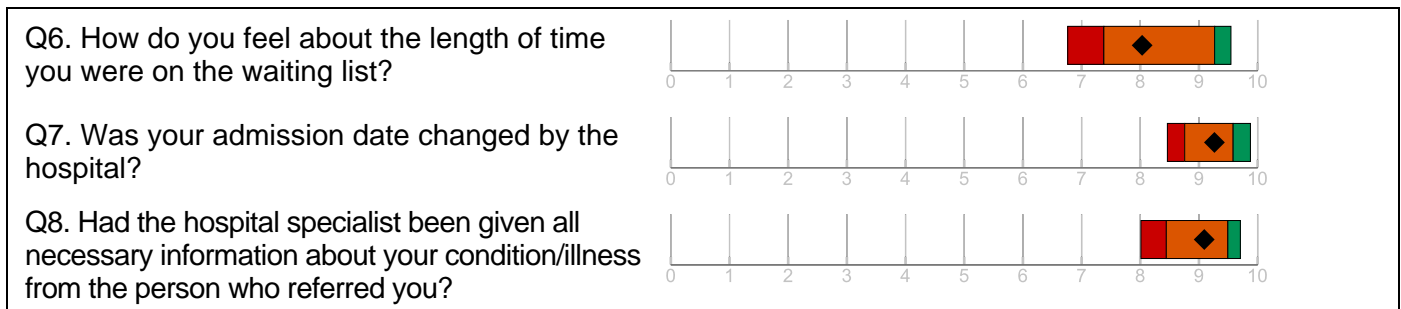 Q6. How do you feel about the length of time
you were on the waiting list?
0 1 2 3 4 5 6 7 8 9 10
Q7. Was your admission date changed by the
hospital?
0 1 2 3 4 5 6 7 8 9 10
Q8. Had the hospital specialist been given all
necessary information about your condition/illness
from the person who referred you?
0 1 2 3 4 5 6 7 8 9 10